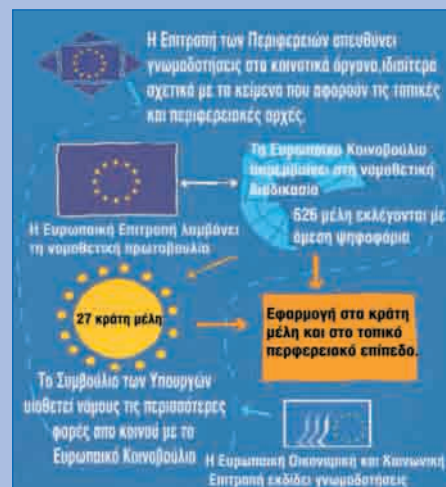 Η Επιτροπή των Περιφερειών απευθύνει
γνωμοδοτήσεις στα κοινοτικά όργανα, ιδιαίτερα
σχετικά με τα κείμενα που αφορούν τις τοπικές
και περιφερειακές αρχές.
Το Ευρωπαϊκό Κοινοβούλιο
παρεμβαίνει στη νομοθετική
διαδικασία
626 μέλη εκλέγονται με
άμεση ψηφοφορία
Η Ευρωπαϊκή Επιτροπή λαμβάνει
τη νομοθετική πρωτοβουλία
27 κράτη μέλη
Εφαρμογή στα κράτη
μέλη και στο τοπικό
περφερειακό επίπεδο.
Το Συμβούλιο των Υπουργών
υιοθετεί νόμους τις περισσότερες
φορές απο κοινού με το
Ευρωπαϊκό Κοινοβούλιο
Η Ευρωπαϊκή Οικονομική και Κοινωνική
Επιτροπή εκδίδει γνωμοδοτήσεις